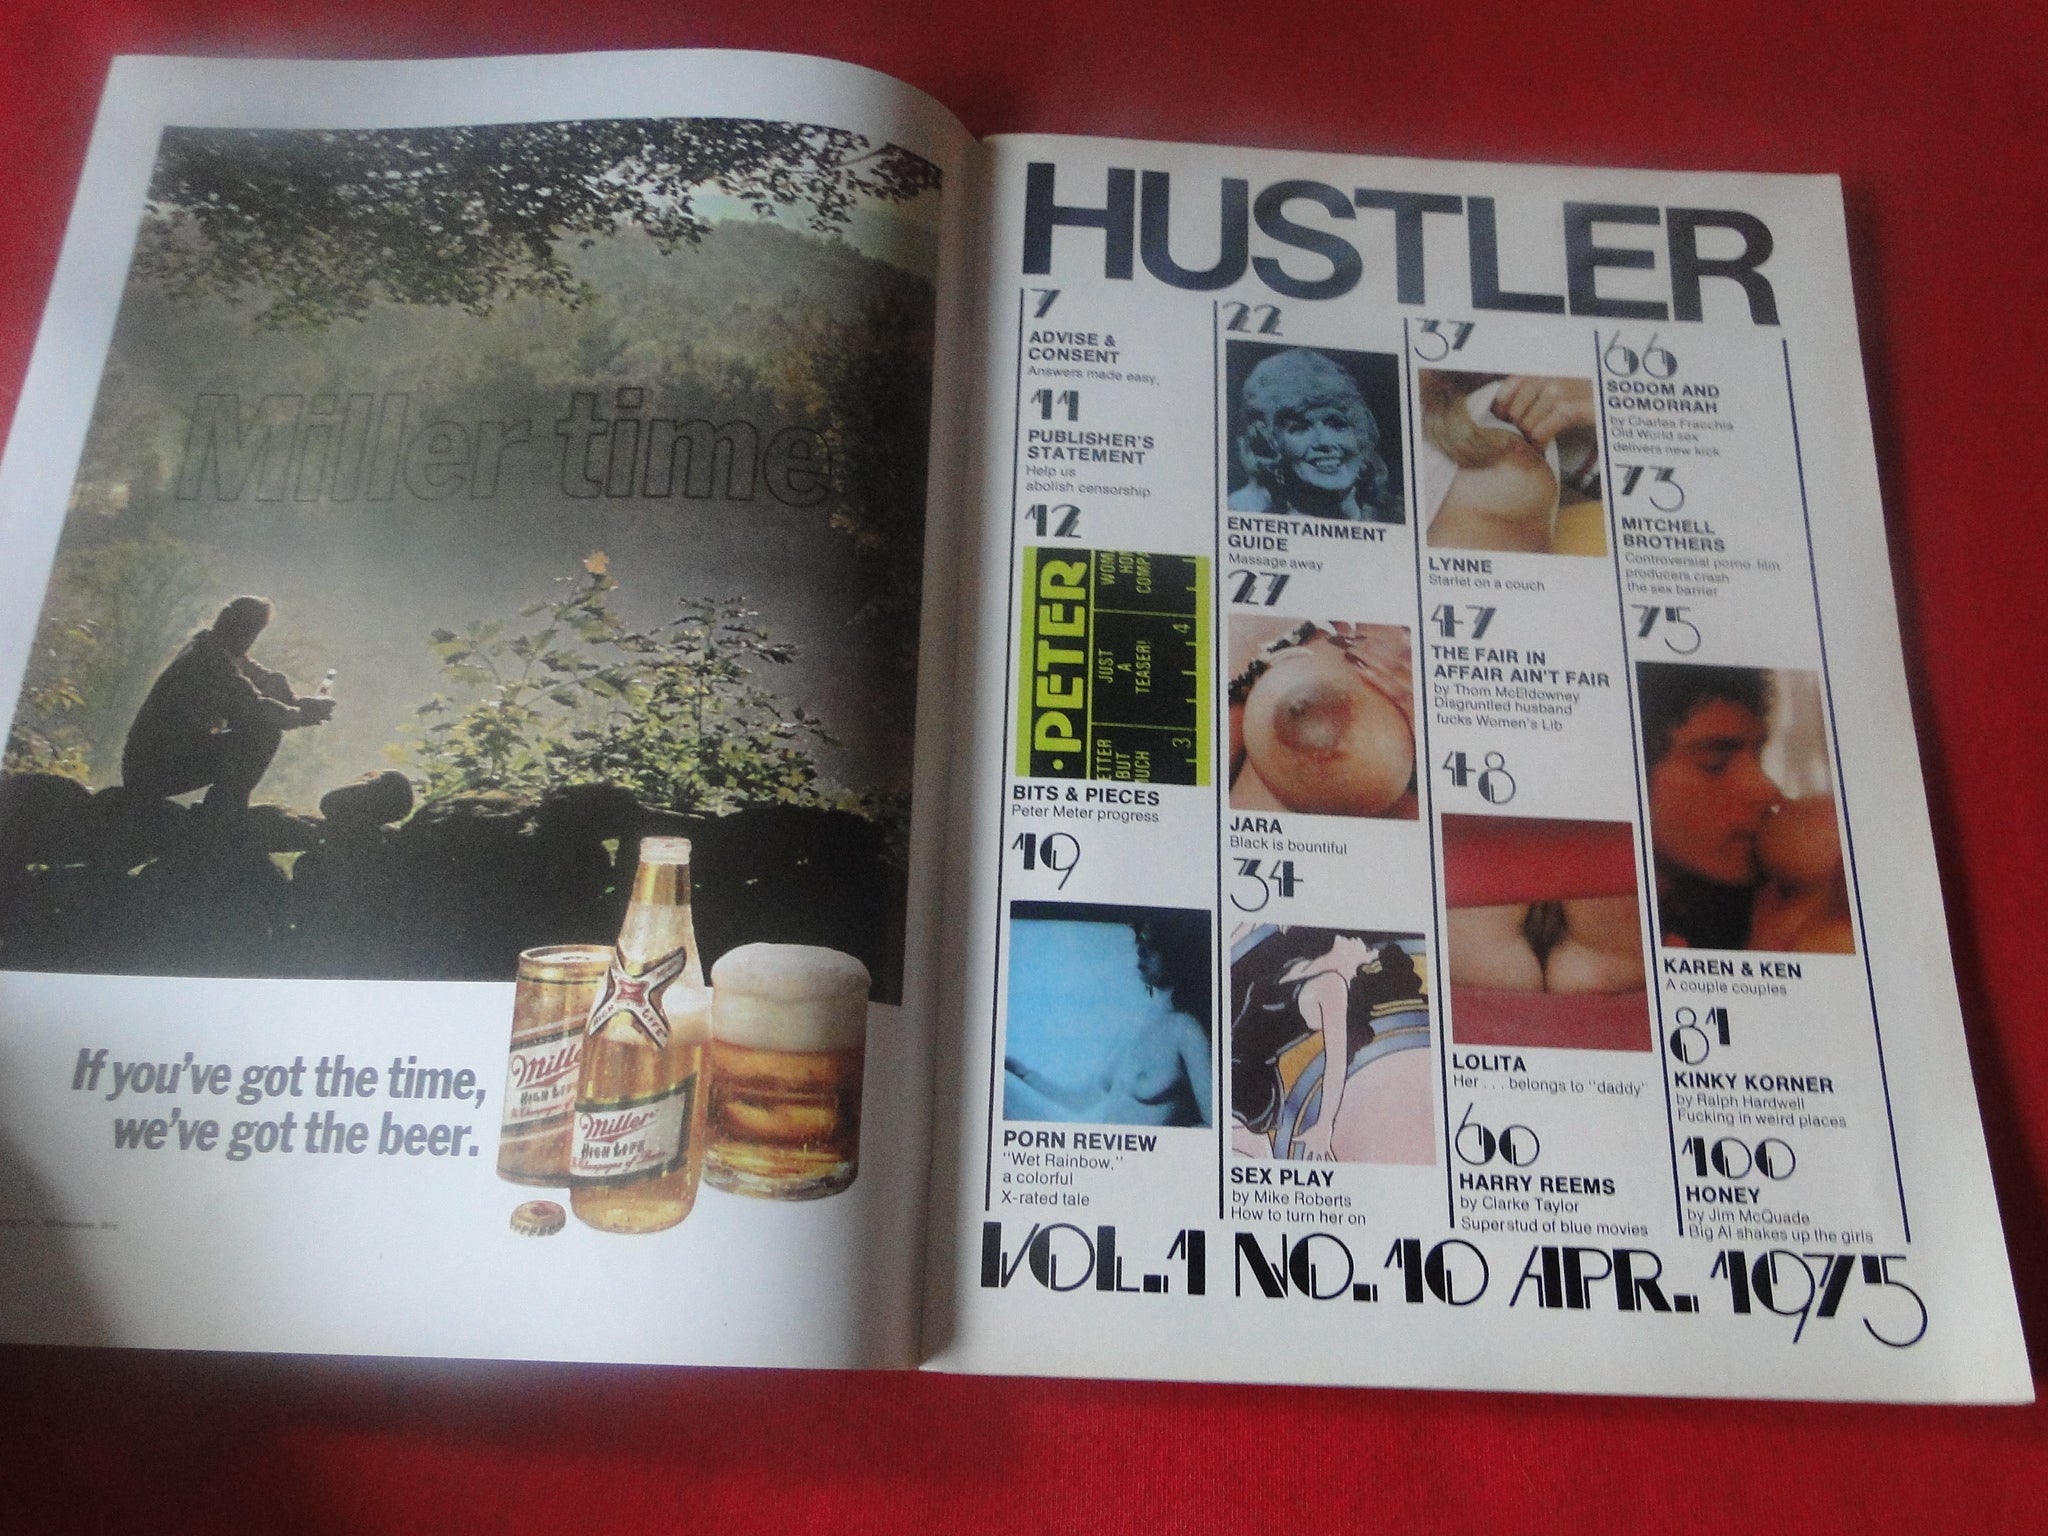 Miller time
If you've got the time,
we've got the beer.
Miller
HIGH LIFE
Miller
HIGH LIFE
HUSTLER
7
ADVISE &
CONSENT
Answers made easy.
11
PUBLISHER'S
STATEMENT
Help us
abolish censorship
12
PETER
JUST
A
TEASER!
BUT
3
4
BITS & PIECES
Peter Meter progress
19
PORN REVIEW
"Wet Rainbow,"
a colorful
X-rated tale
22
ENTERTAINMENT
GUIDE
Massage away
27
JARA
Black is bountiful
34
SEX PLAY
by Mike Roberts
How to turn her on
37
LYNNE
Starlet on a couch
47
THE FAIR IN
AFFAIR AIN'T FAIR
by Thom McEldowney
Disgruntled husband
fucks Women's Lib
48
LOLITA
Her . . . belongs to "daddy"
60
HARRY REEMS
by Clarke Taylor
Superstud of blue movies
66
SODOM AND
GOMORRAH
by Charles Fracchia
Old World sex
delivers new kick
73
MITCHELL
BROTHERS
Controversial porno film
producers crash
the sex barrier
75
KAREN & KEN
A couple couples
81
KINKY KORNER
by Ralph Hardwell
Fucking in weird places
100
HONEY
by Jim McQuade
Big Al shakes up the girls
VOL.1 NO.10 APR. 1975